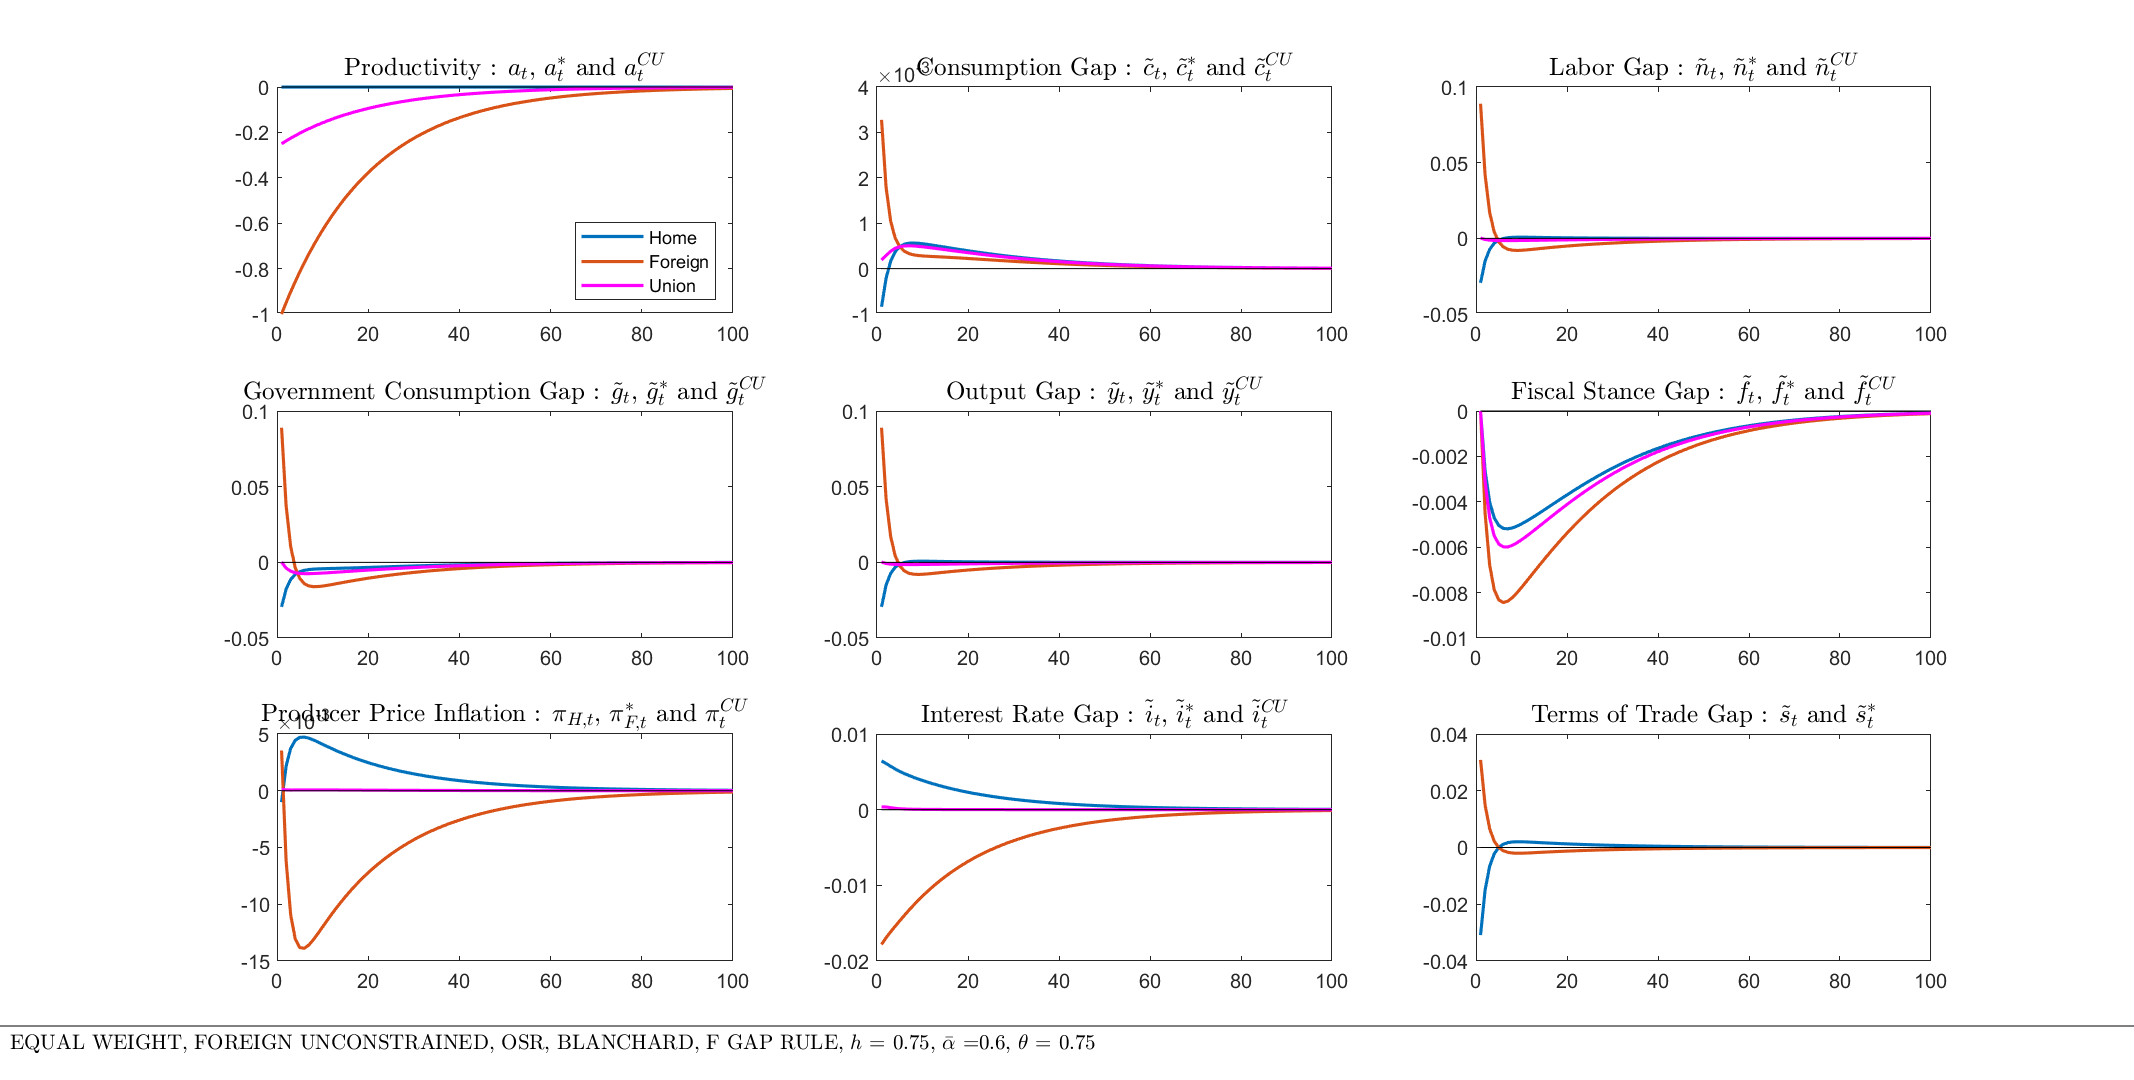 Productivity : a_t, a_t^* and a_t^{CU}
0
-0.2
-0.4
-0.6
-0.8
-1
0 20 40 60 80 100
Home
Foreign
Union
Consumption Gap : c̃_t, c̃_t^* and c̃_t^{CU}
×10^{-3}
4
3
2
1
0
-1
0 20 40 60 80 100
Labor Gap : ñ_t, ñ_t^* and ñ_t^{CU}
0.1
0.05
0
-0.05
0 20 40 60 80 100
Government Consumption Gap : g̃_t, g̃_t^* and g̃_t^{CU}
0.1
0.05
0
-0.05
0 20 40 60 80 100
Output Gap : ỹ_t, ỹ_t^* and ỹ_t^{CU}
0.1
0.05
0
-0.05
0 20 40 60 80 100
Fiscal Stance Gap : f̃_t, f̃_t^* and f̃_t^{CU}
0
-0.002
-0.004
-0.006
-0.008
-0.01
0 20 40 60 80 100
Producer Price Inflation : π_{H,t}, π_{F,t}^* and π_t^{CU}
×10^{-3}
5
0
-5
-10
-15
0 20 40 60 80 100
Interest Rate Gap : ĩ_t, ĩ_t^* and ĩ_t^{CU}
0.01
0
-0.01
-0.02
0 20 40 60 80 100
Terms of Trade Gap : s̃_t and s̃_t^*
0.04
0.02
0
-0.02
-0.04
0 20 40 60 80 100
EQUAL WEIGHT, FOREIGN UNCONSTRAINED, OSR, BLANCHARD, F GAP RULE, h = 0.75, ᾱ =0.6, θ = 0.75